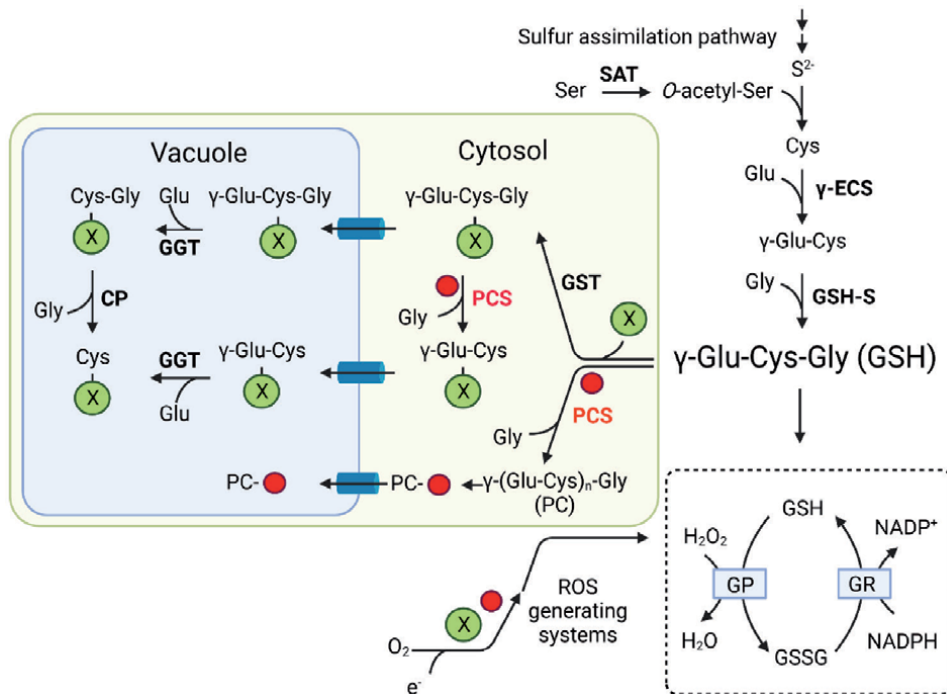 Sulfur assimilation pathway
S²⁻
Ser SAT O-acetyl-Ser
Cys
Glu γ-ECS
γ-Glu-Cys
Gly GSH-S
γ-Glu-Cys-Gly (GSH)
Vacuole
Cytosol
Cys-Gly Glu γ-Glu-Cys-Gly γ-Glu-Cys-Gly
X GGT X X
GST
Gly CP
Gly PCS
X
Cys GGT γ-Glu-Cys γ-Glu-Cys
X Glu X X
PCS
Gly
PC- PC- γ-(Glu-Cys)ₙ-Gly
(PC)
ROS
generating
systems
X
O₂
e⁻
GSH
H₂O₂ NADP⁺
GP GR
H₂O NADPH
GSSG